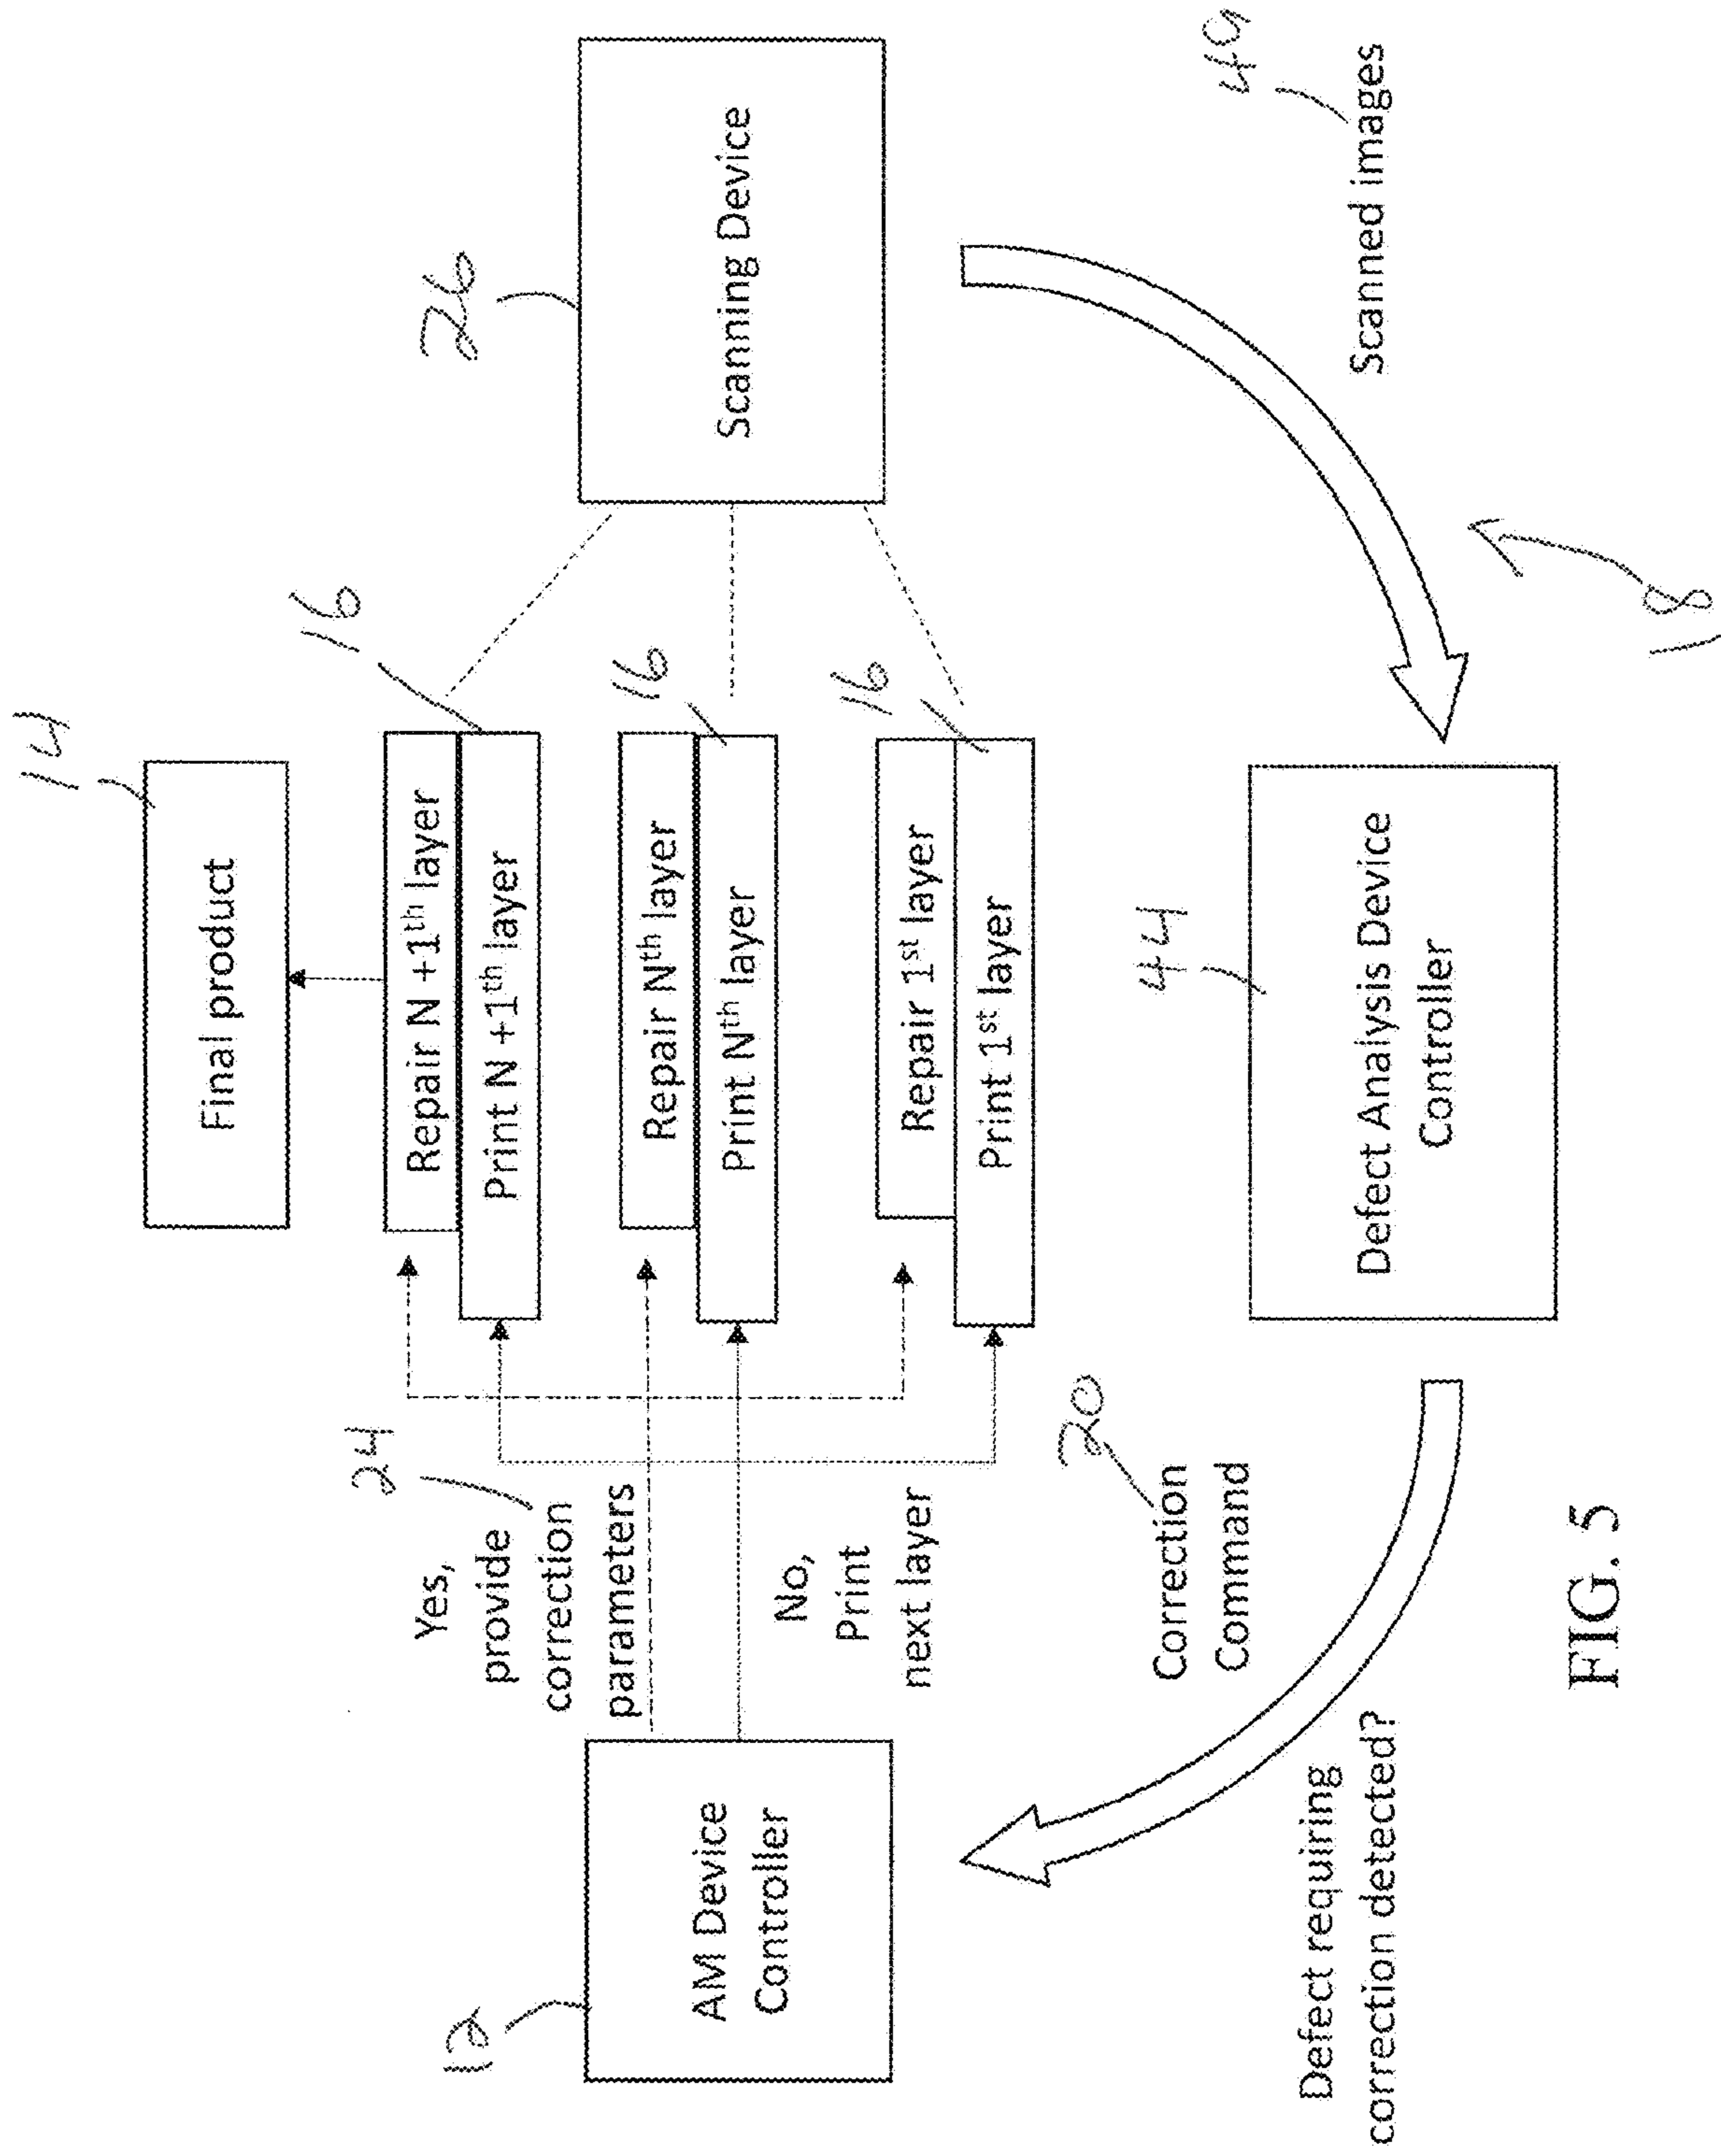 14
Final product
16
Repair N +1th layer
Print N +1th layer
26
Scanning Device
24
Yes,
provide
correction
parameters
16
Repair Nth layer
Print Nth layer
12
AM Device
Controller
No,
Print
next layer
16
Repair 1st layer
Print 1st layer
20
Correction
Command
44
Defect Analysis Device
Controller
49
Scanned images
18
Defect requiring
correction detected?
FIG. 5